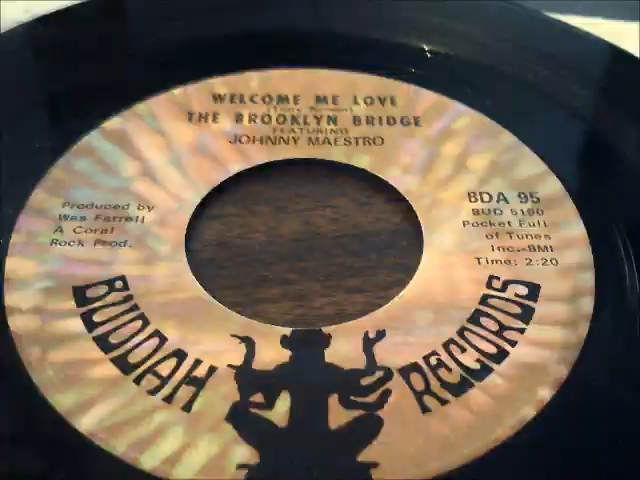 WELCOME ME LOVE
THE BROOKLYN BRIDGE
FEATURING
JOHNNY MAESTRO
Produced by
Wes Farrell
A Coral
Rock Prod.
BDA 95
BUD 5190
Pocket Full
of Tunes
Inc.-BMI
Time: 2:20
BUDDAH RECORDS